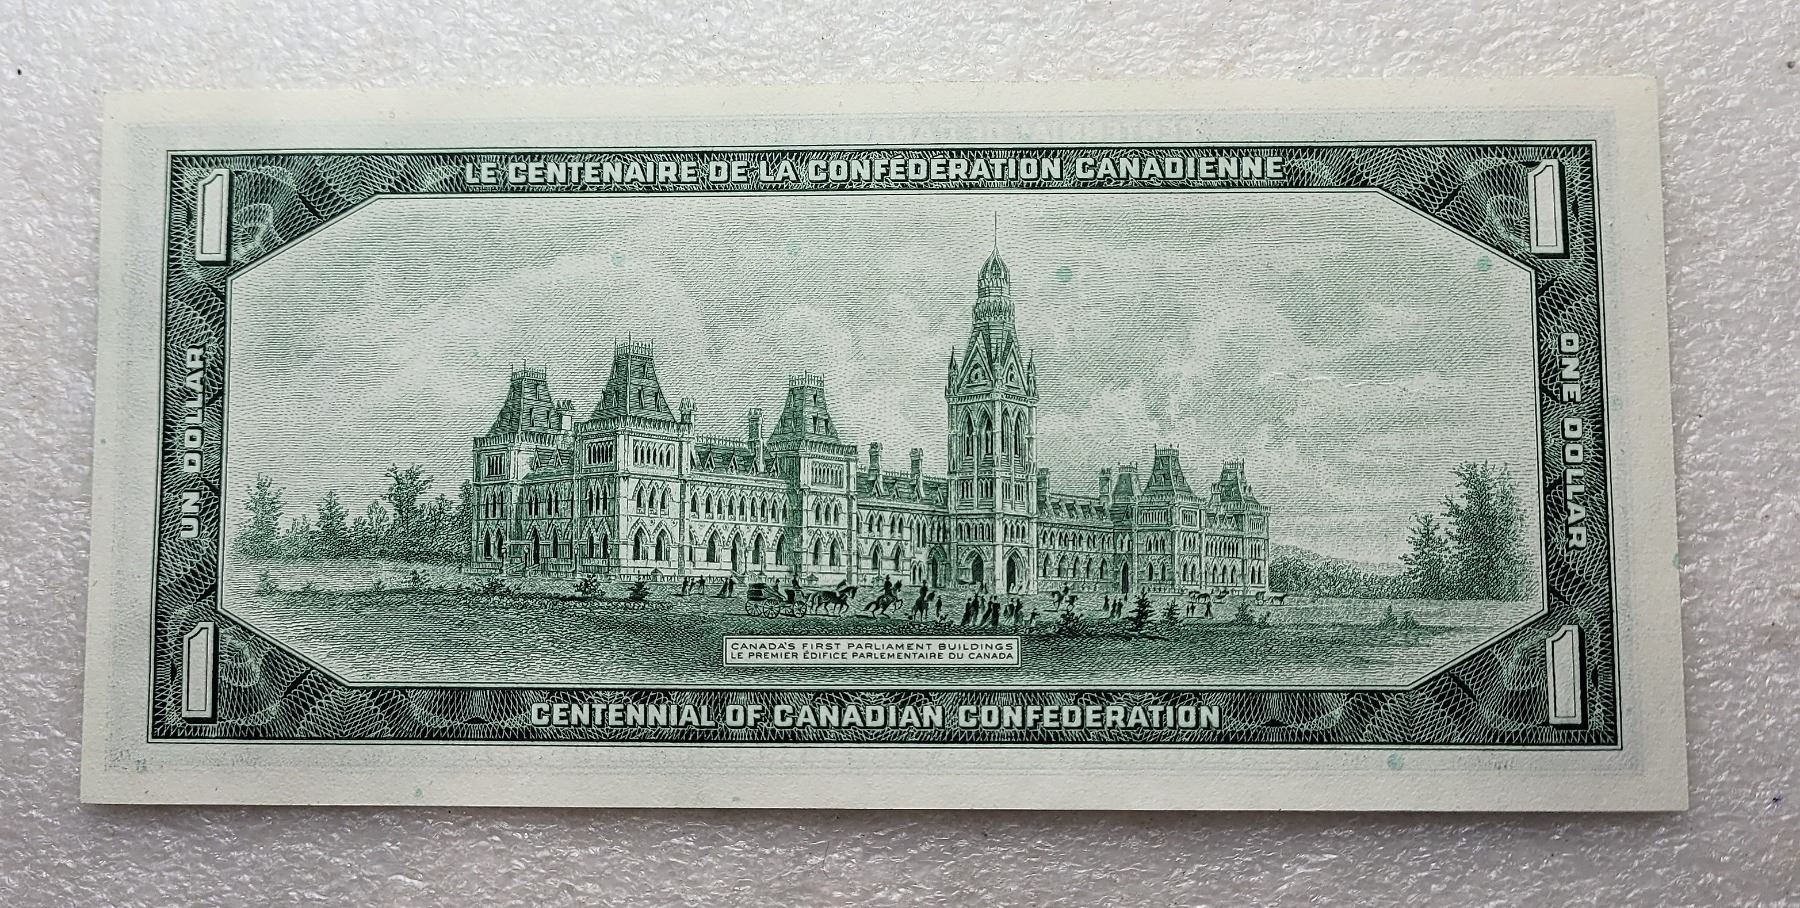 LE CENTENAIRE DE LA CONFEDERATION CANADIENNE
1
1
UN DOLLAR
ONE DOLLAR
CANADA'S FIRST PARLIAMENT BUILDINGS
LE PREMIER ÉDIFICE PARLEMENTAIRE DU CANADA
1
1
CENTENNIAL OF CANADIAN CONFEDERATION